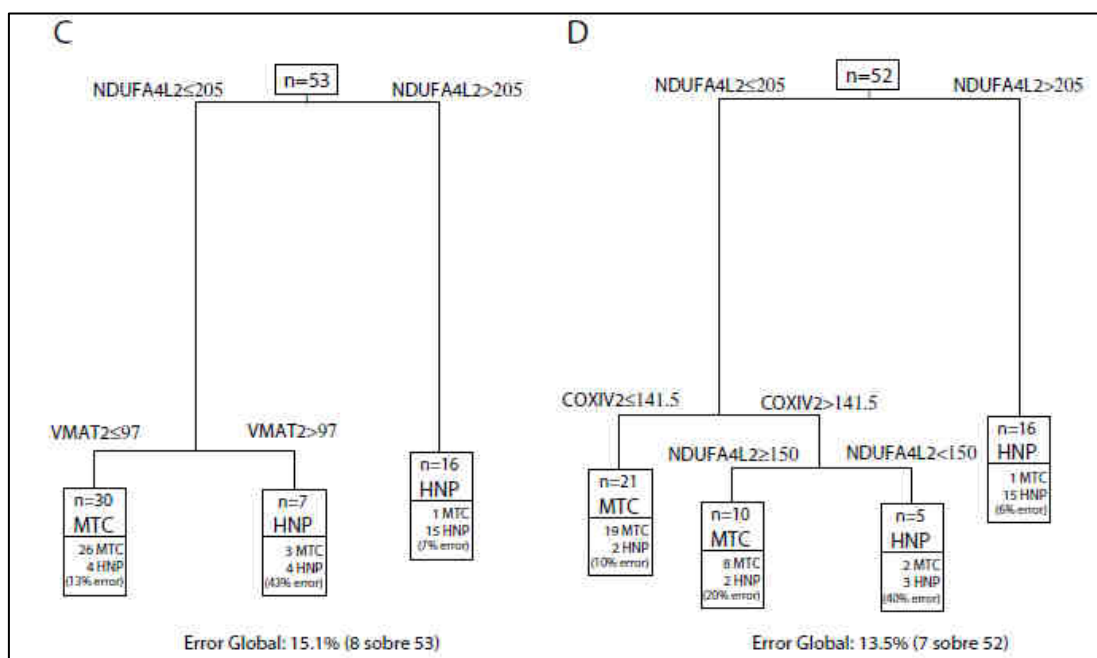 C
n=53
NDUFA4L2≤205
NDUFA4L2>205
VMAT2≤97
VMAT2>97
n=30
MTC
26 MTC
4 HNP
(13% error)
n=7
HNP
3 MTC
4 HNP
(43% error)
n=16
HNP
1 MTC
15 HNP
(7% error)
Error Global: 15.1% (8 sobre 53)
D
n=52
NDUFA4L2≤205
NDUFA4L2>205
COXIV2≤141.5
COXIV2>141.5
NDUFA4L2≥150
NDUFA4L2<150
n=21
MTC
19 MTC
2 HNP
(10% error)
n=10
MTC
8 MTC
2 HNP
(20% error)
n=5
HNP
2 MTC
3 HNP
(40% error)
n=16
HNP
1 MTC
15 HNP
(6% error)
Error Global: 13.5% (7 sobre 52)